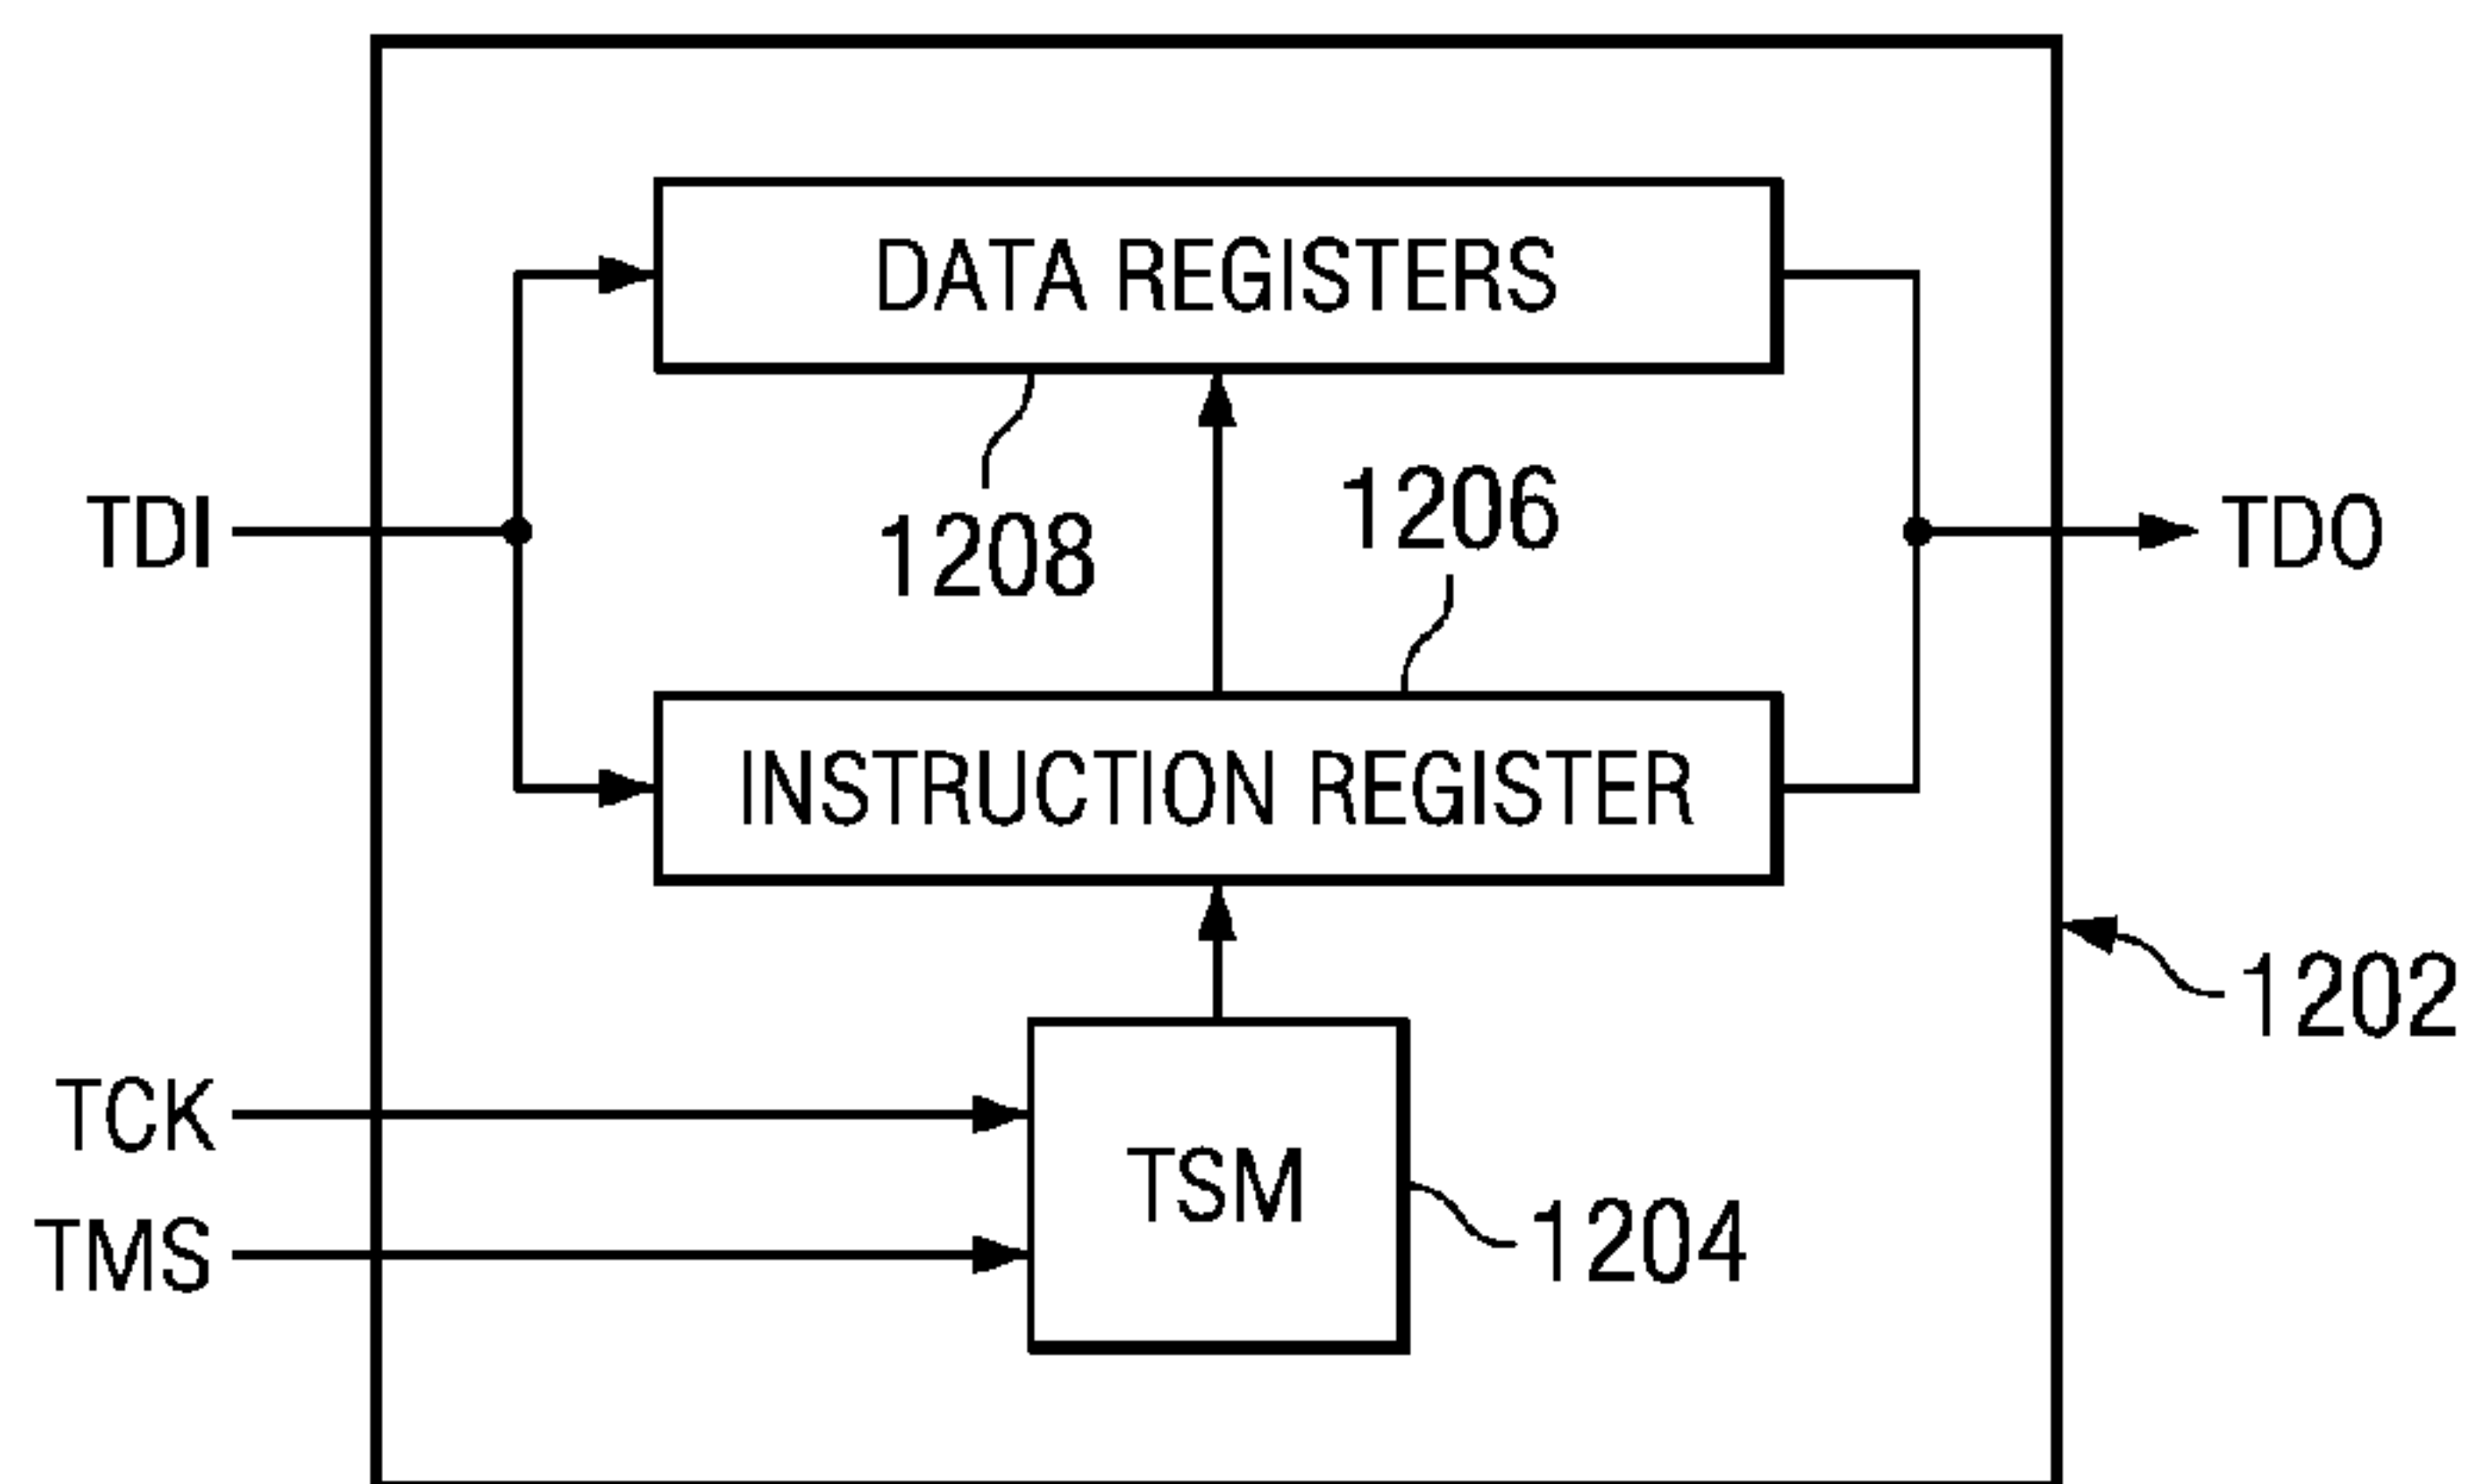 DATA REGISTERS
1206
TDI
1208
TDO
INSTRUCTION REGISTER
1202
TCK
TSM
TMS
1204